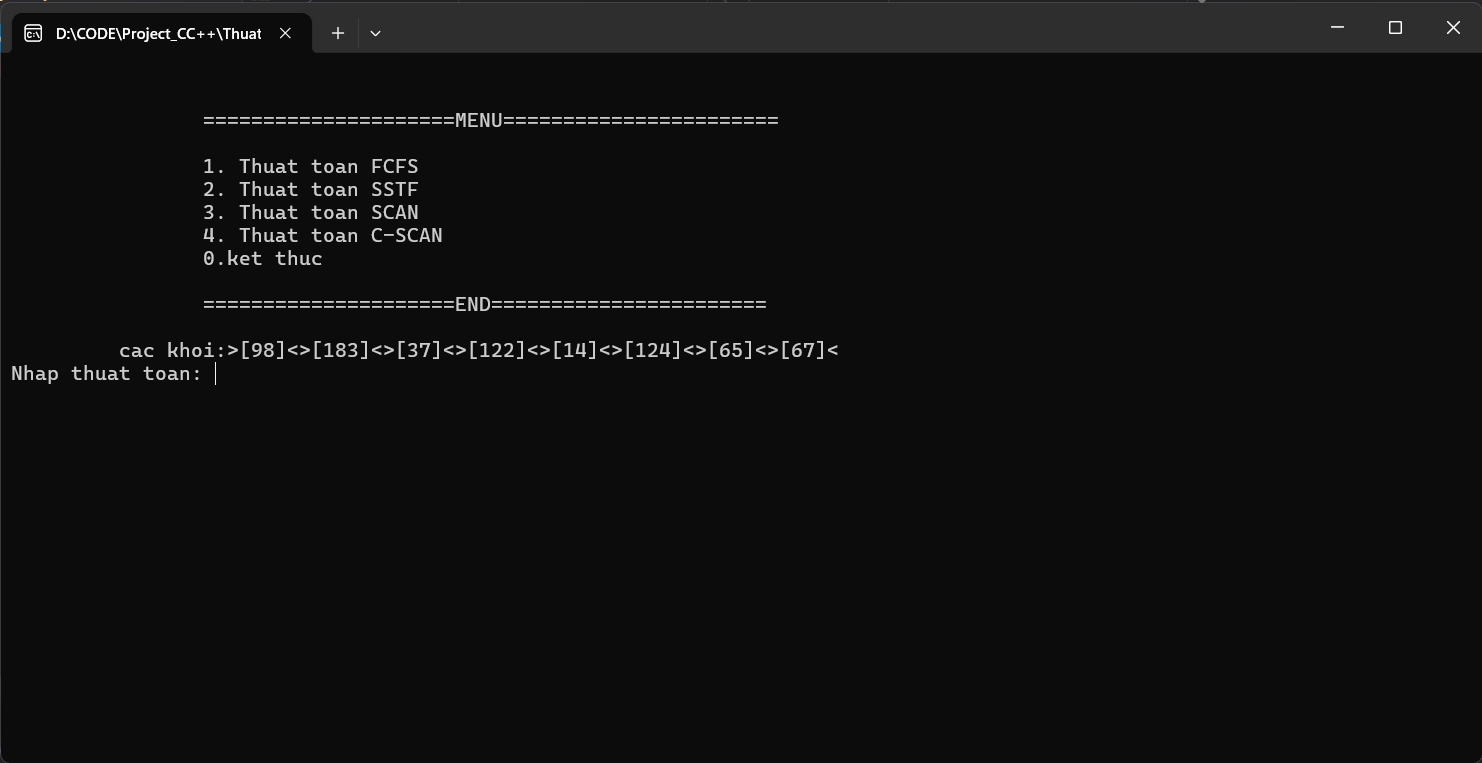 D:\CODE\Project_CC++\Thuat
=====================MENU=======================
1. Thuat toan FCFS
2. Thuat toan SSTF
3. Thuat toan SCAN
4. Thuat toan C-SCAN
0.ket thuc
=====================END=======================
cac khoi:>[98]<>[183]<>[37]<>[122]<>[14]<>[124]<>[65]<>[67]<
Nhap thuat toan: